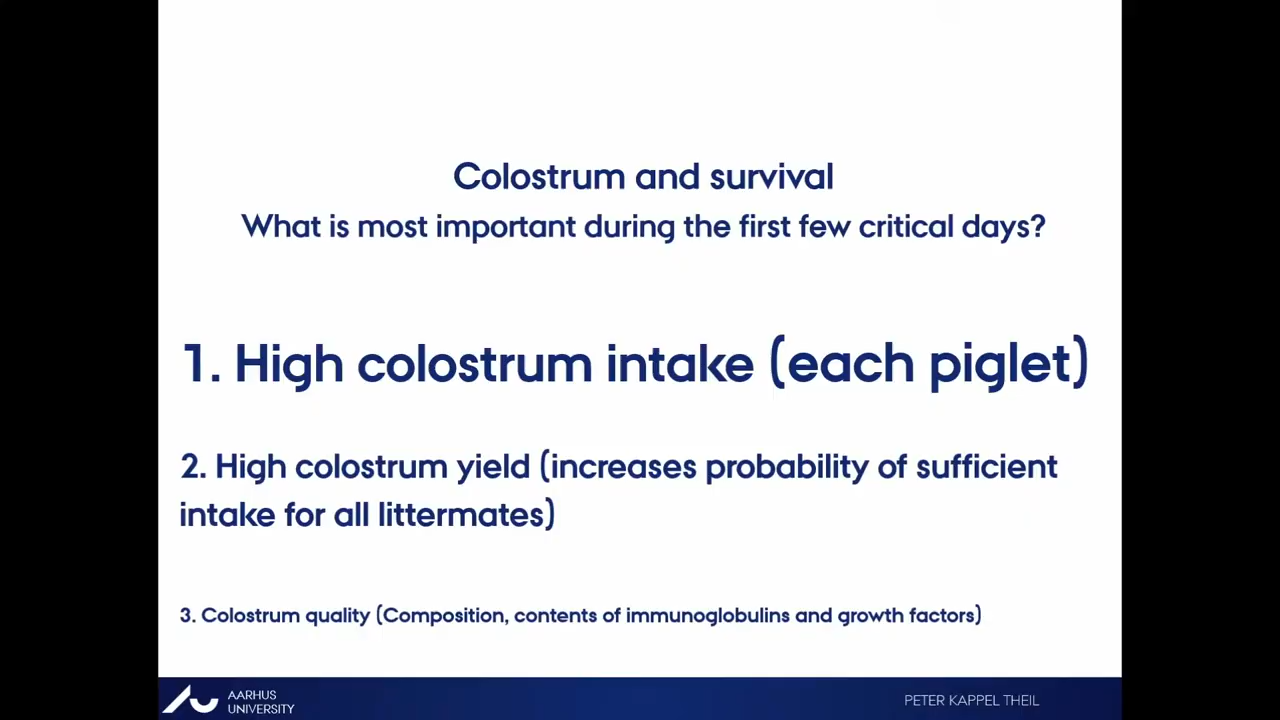 Colostrum and survival
What is most important during the first few critical days?
1. High colostrum intake (each piglet)
2. High colostrum yield (increases probability of sufficient
intake for all littermates)
3. Colostrum quality (Composition, contents of immunoglobulins and growth factors)
AARHUS
UNIVERSITY
PETER KAPPEL THEIL